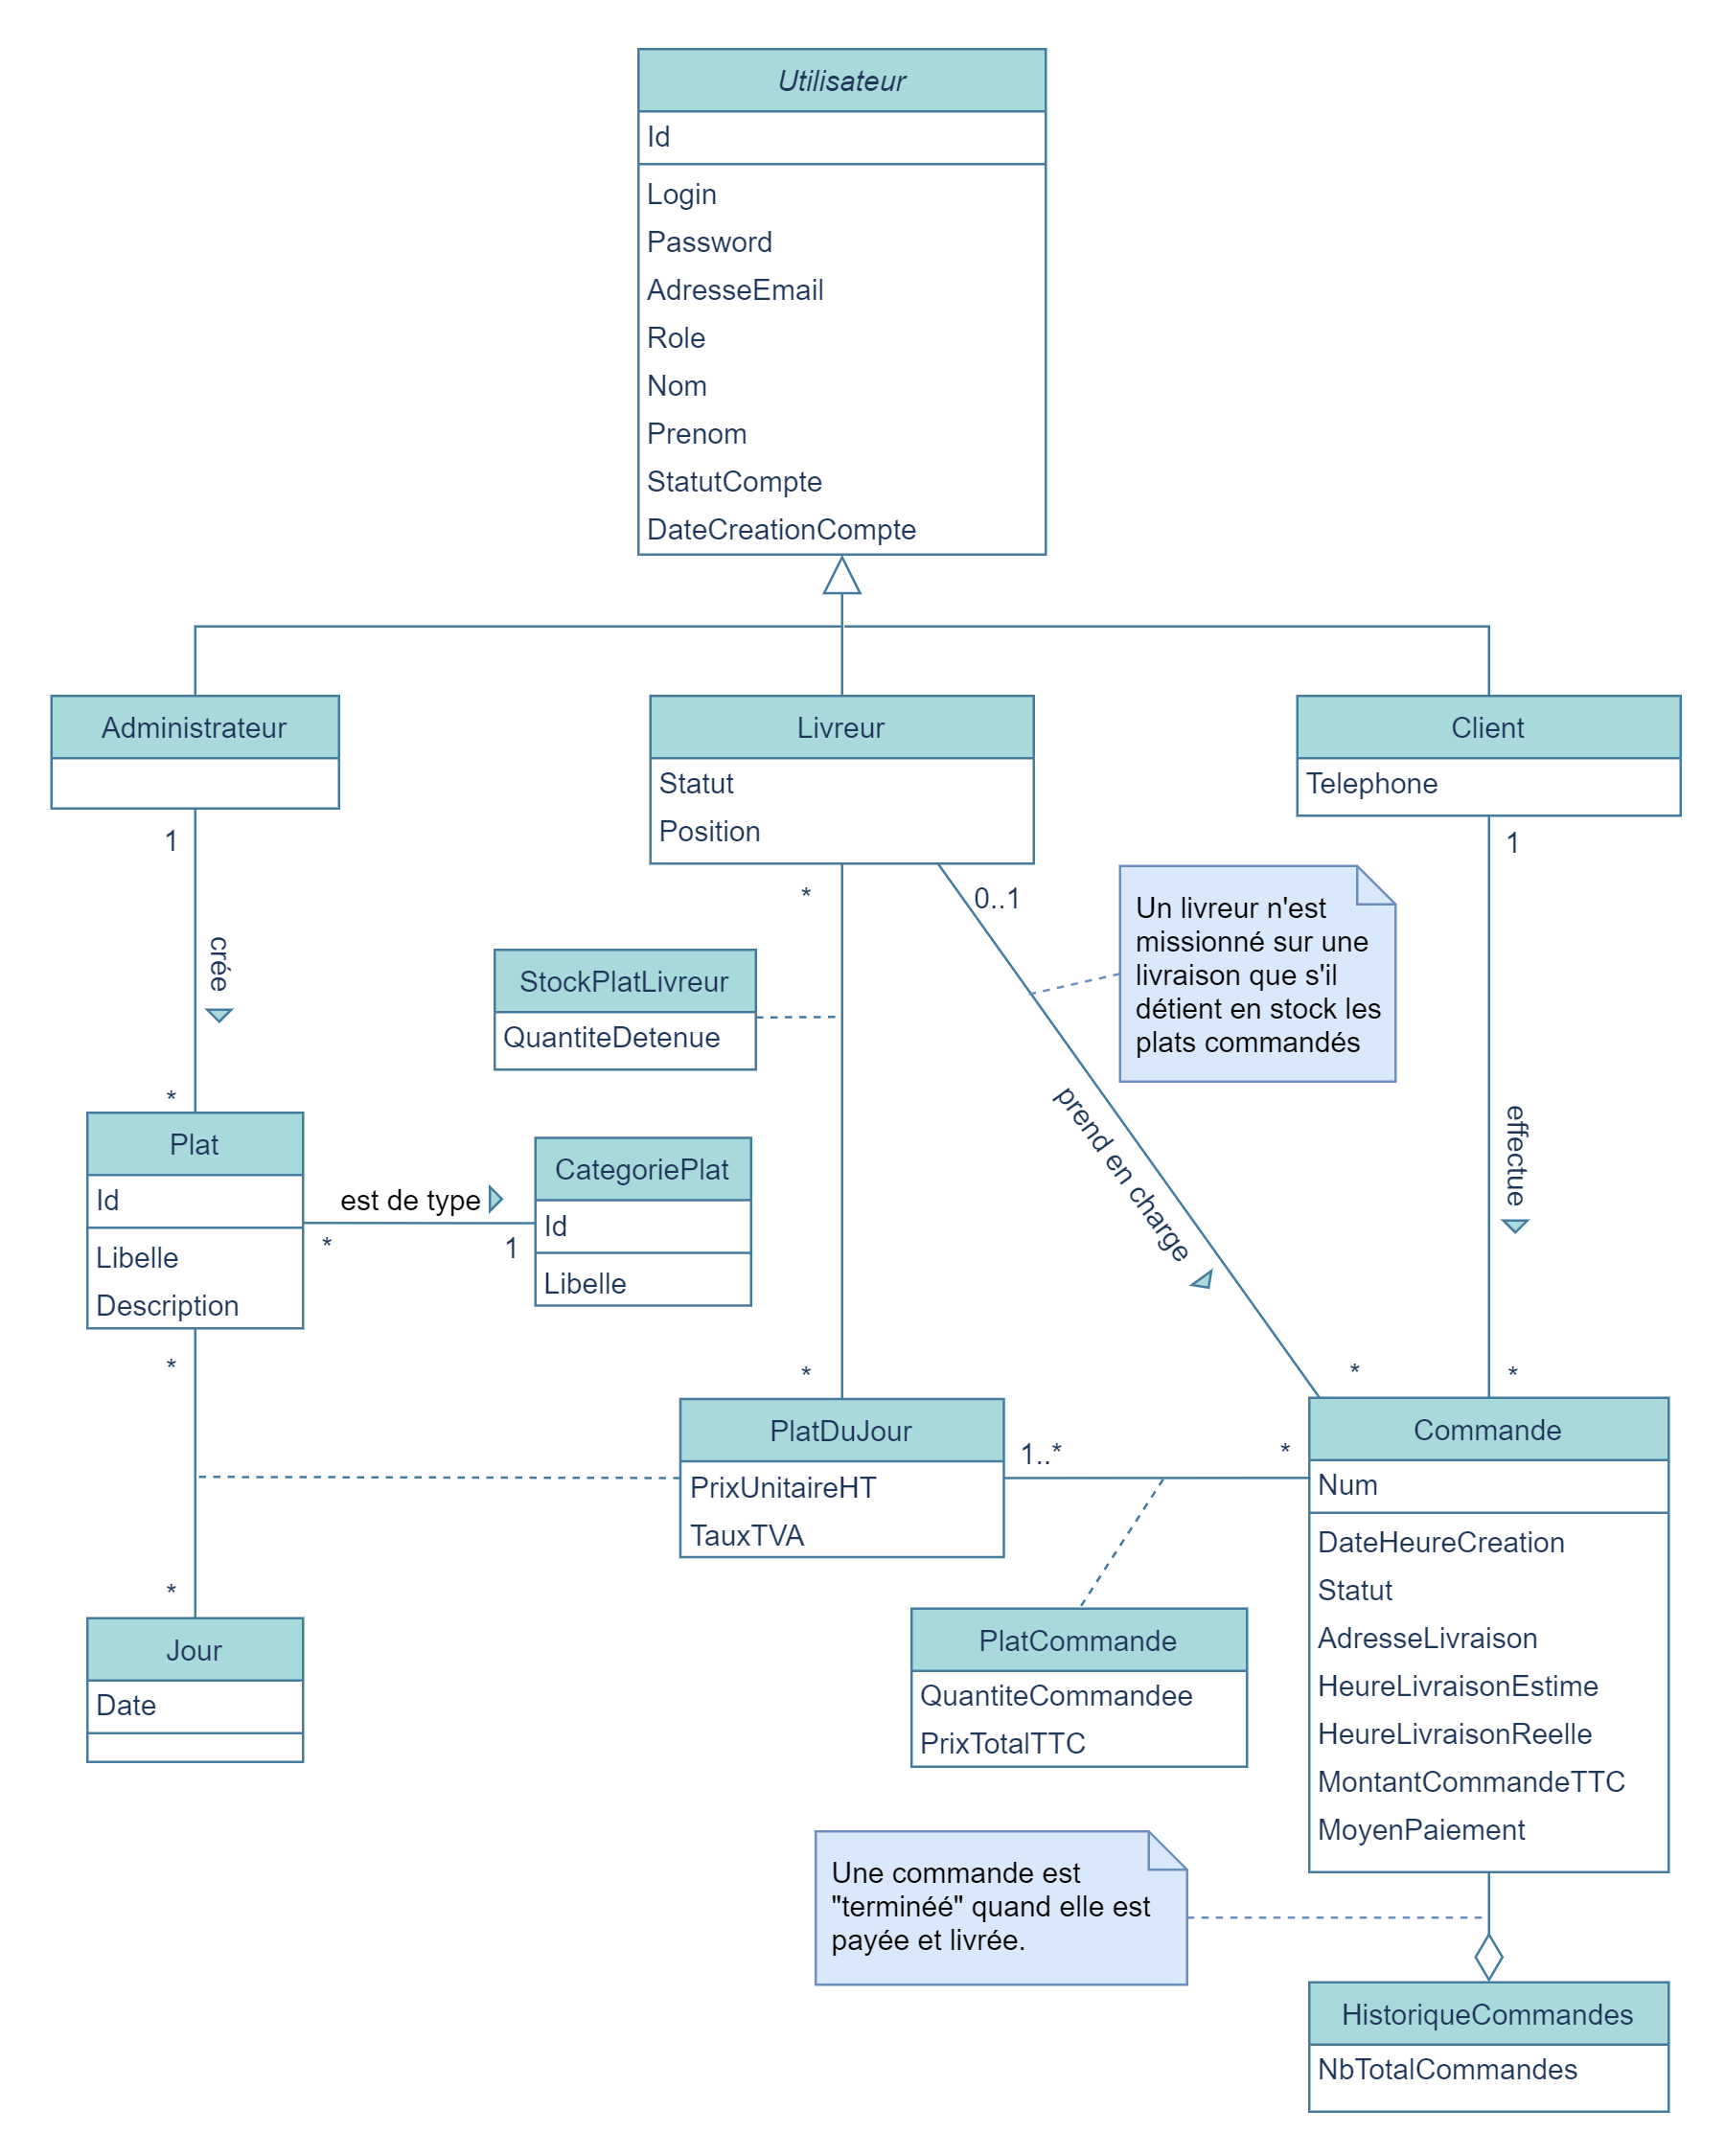 Utilisateur
Id
Login
Password
AdresseEmail
Role
Nom
Prenom
StatutCompte
DateCreationCompte
Administrateur
Livreur
Statut
Position
Client
Telephone
1
crée
*
*
0..1
Un livreur n'est
missionné sur une
livraison que s'il
détient en stock les
plats commandés
1
StockPlatLivreur
QuantiteDetenue
prend en charge
effectue
Plat
Id
Libelle
Description
est de type
*
1
CategoriePlat
Id
Libelle
*
*
*
*
PlatDuJour
PrixUnitaireHT
TauxTVA
1..*
*
Commande
Num
DateHeureCreation
Statut
AdresseLivraison
HeureLivraisonEstime
HeureLivraisonReelle
MontantCommandeTTC
MoyenPaiement
*
Jour
Date
PlatCommande
QuantiteCommandee
PrixTotalTTC
Une commande est
"terminéé" quand elle est
payée et livrée.
HistoriqueCommandes
NbTotalCommandes